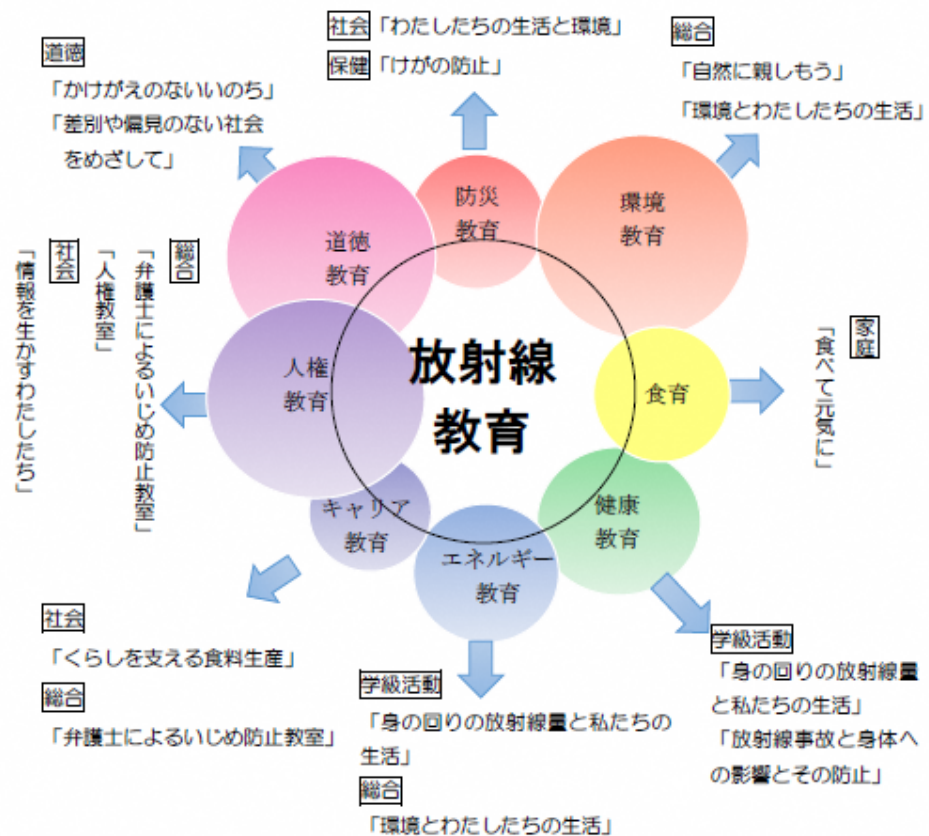 社会「わたしたちの生活と環境」
保健「けがの防止」
総合
「自然に親しもう」
「環境とわたしたちの生活」
道徳
「かけがえのないいのち」
「差別や偏見のない社会
をめざして」
防災
教育
環境
教育
道徳
教育
総合
「弁護士によるいじめ防止教室」
「人権教室」
社会
「情報を生かすわたしたち」
人権
教育
放射線
教育
食育
家庭
「食べて元気に」
キャリア
教育
エネルギー
教育
健康
教育
社会
「くらしを支える食料生産」
総合
「弁護士によるいじめ防止教室」
学級活動
「身の回りの放射線量と私たちの
生活」
総合
「環境とわたしたちの生活」
学級活動
「身の回りの放射線量
と私たちの生活」
「放射線事故と身体へ
の影響とその防止」